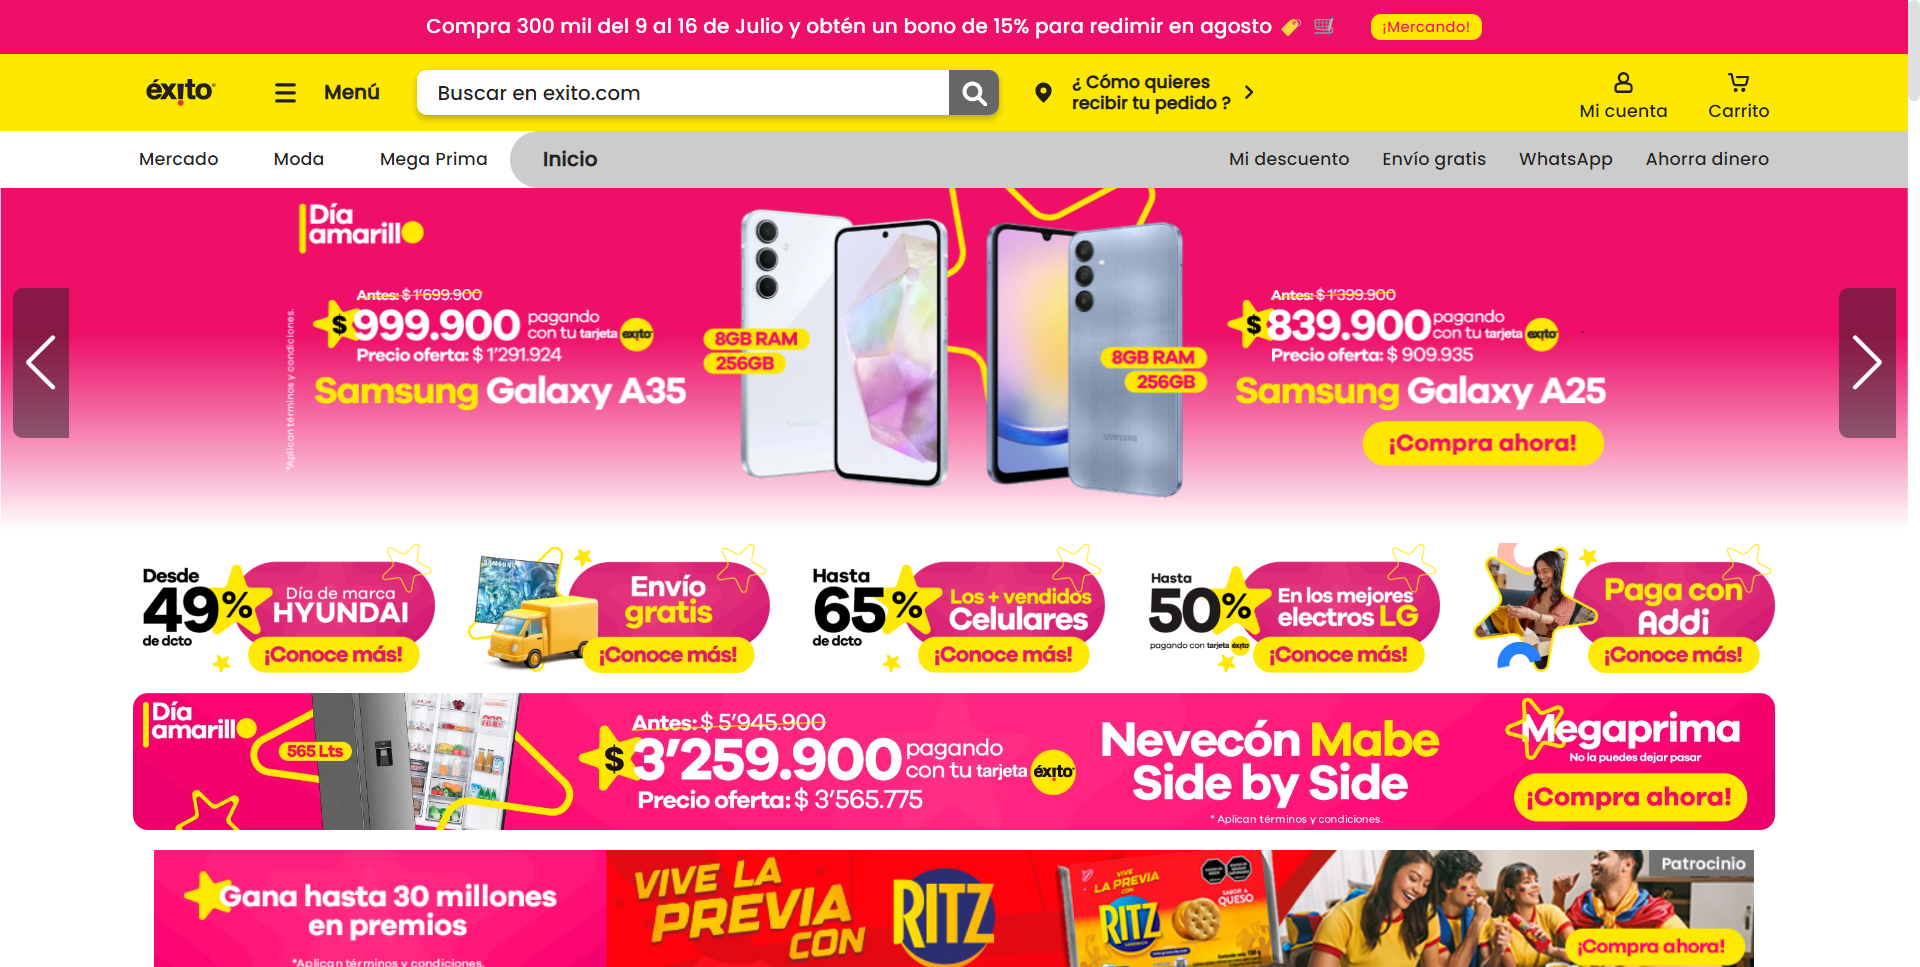 Compra 300 mil del 9 al 16 de Julio y obtén un bono de 15% para redimir en agosto
¡Mercando!
éxito
Menú
Buscar en exito.com
¿ Cómo quieres
recibir tu pedido ?
Mi cuenta
Carrito
Mercado
Moda
Mega Prima
Inicio
Mi descuento
Envío gratis
WhatsApp
Ahorra dinero
Día
amarillo
*Aplican términos y condiciones.
Antes: $ 1'699.900
$ 999.900
pagando
con tu tarjeta éxito
Precio oferta: $ 1'291.924
Samsung Galaxy A35
8GB RAM
256GB
SAMSUNG
8GB RAM
256GB
SAMSUNG
Antes: $ 1'399.900
$ 839.900
pagando
con tu tarjeta éxito
Precio oferta: $ 909.935
Samsung Galaxy A25
¡Compra ahora!
Desde
49%
de dcto
Día de marca
HYUNDAI
¡Conoce más!
SAMSUNG
Envío
gratis
¡Conoce más!
Hasta
65%
de dcto
Los + vendidos
Celulares
¡Conoce más!
Hasta
50%
pagando con tarjeta éxito
En los mejores
electros LG
¡Conoce más!
Paga con
Addi
¡Conoce más!
Día
amarillo
565 Lts
Antes: $ 5'945.900
$ 3'259.900
pagando
con tu tarjeta éxito
Precio oferta: $ 3'565.775
Nevecón Mabe
Side by Side
* Aplican términos y condiciones.
Megaprima
No la puedes dejar pasar
¡Compra ahora!
Gana hasta 30 millones
en premios
*Aplican términos y condiciones.
VIVE LA
PREVIA
CON
RITZ
VIVE
LA PREVIA
CON
RITZ
SABOR A
QUESO
Patrocinio
¡Compra ahora!